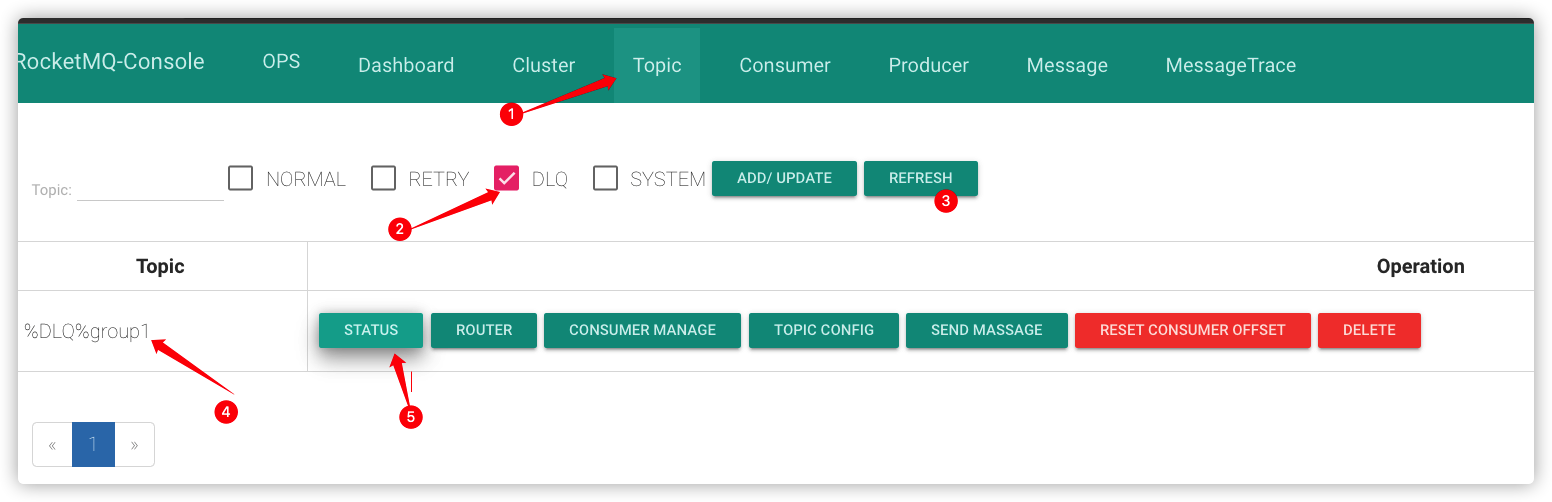 RocketMQ-Console OPS Dashboard Cluster Topic Consumer Producer Message MessageTrace
1
Topic: NORMAL RETRY DLQ SYSTEM ADD/ UPDATE REFRESH
2 3
Topic Operation
%DLQ%group1 STATUS ROUTER CONSUMER MANAGE TOPIC CONFIG SEND MASSAGE RESET CONSUMER OFFSET DELETE
4 5
« 1 »